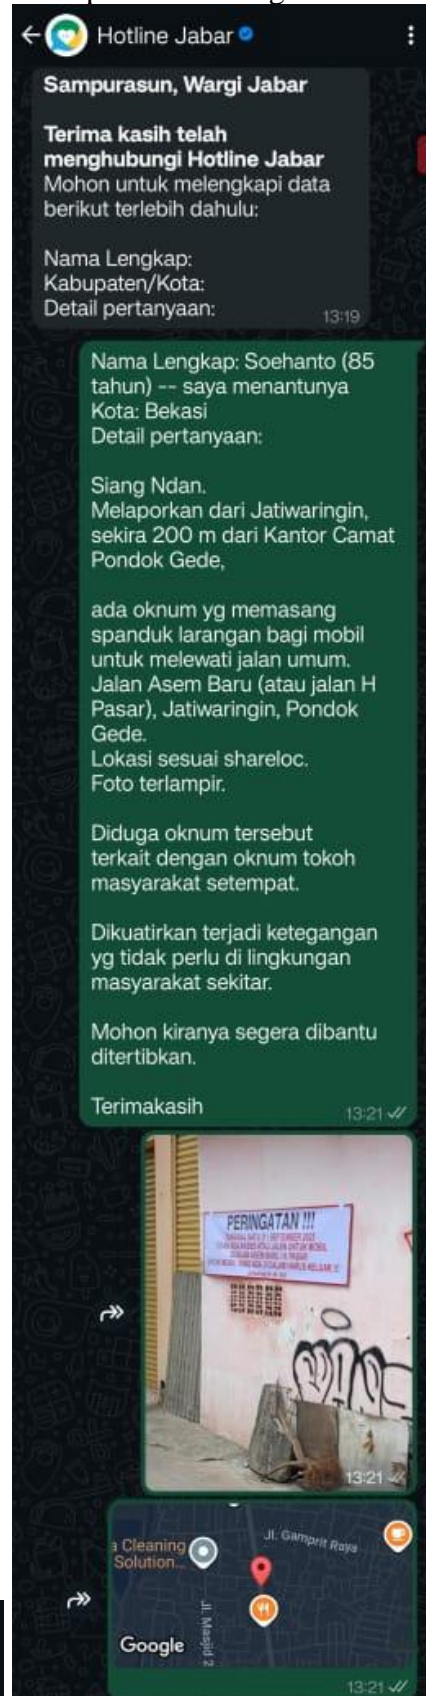 Hotline Jabar
Sampurasun, Wargi Jabar
Terima kasih telah
menghubungi Hotline Jabar
Mohon untuk melengkapi data
berikut terlebih dahulu:
Nama Lengkap:
Kabupaten/Kota:
Detail pertanyaan:
13:19
Nama Lengkap: Soehanto (85
tahun) -- saya menantunya
Kota: Bekasi
Detail pertanyaan:
Siang Ndan.
Melaporkan dari Jatiwaringin,
sekira 200 m dari Kantor Camat
Pondok Gede,
ada oknum yg memasang
spanduk larangan bagi mobil
untuk melewati jalan umum.
Jalan Asem Baru (atau jalan H
Pasar), Jatiwaringin, Pondok
Gede.
Lokasi sesuai shareloc.
Foto terlampir.
Diduga oknum tersebut
terkait dengan oknum tokoh
masyarakat setempat.
Dikuatirkan terjadi ketegangan
yg tidak perlu di lingkungan
masyarakat sekitar.
Mohon kiranya segera dibantu
ditertibkan.
Terimakasih
13:21
PERINGATAN !!!
13:21
a Cleaning
Solution...
Jl. Gamprit Raya
Jl. Masjid 2
Google
13:21